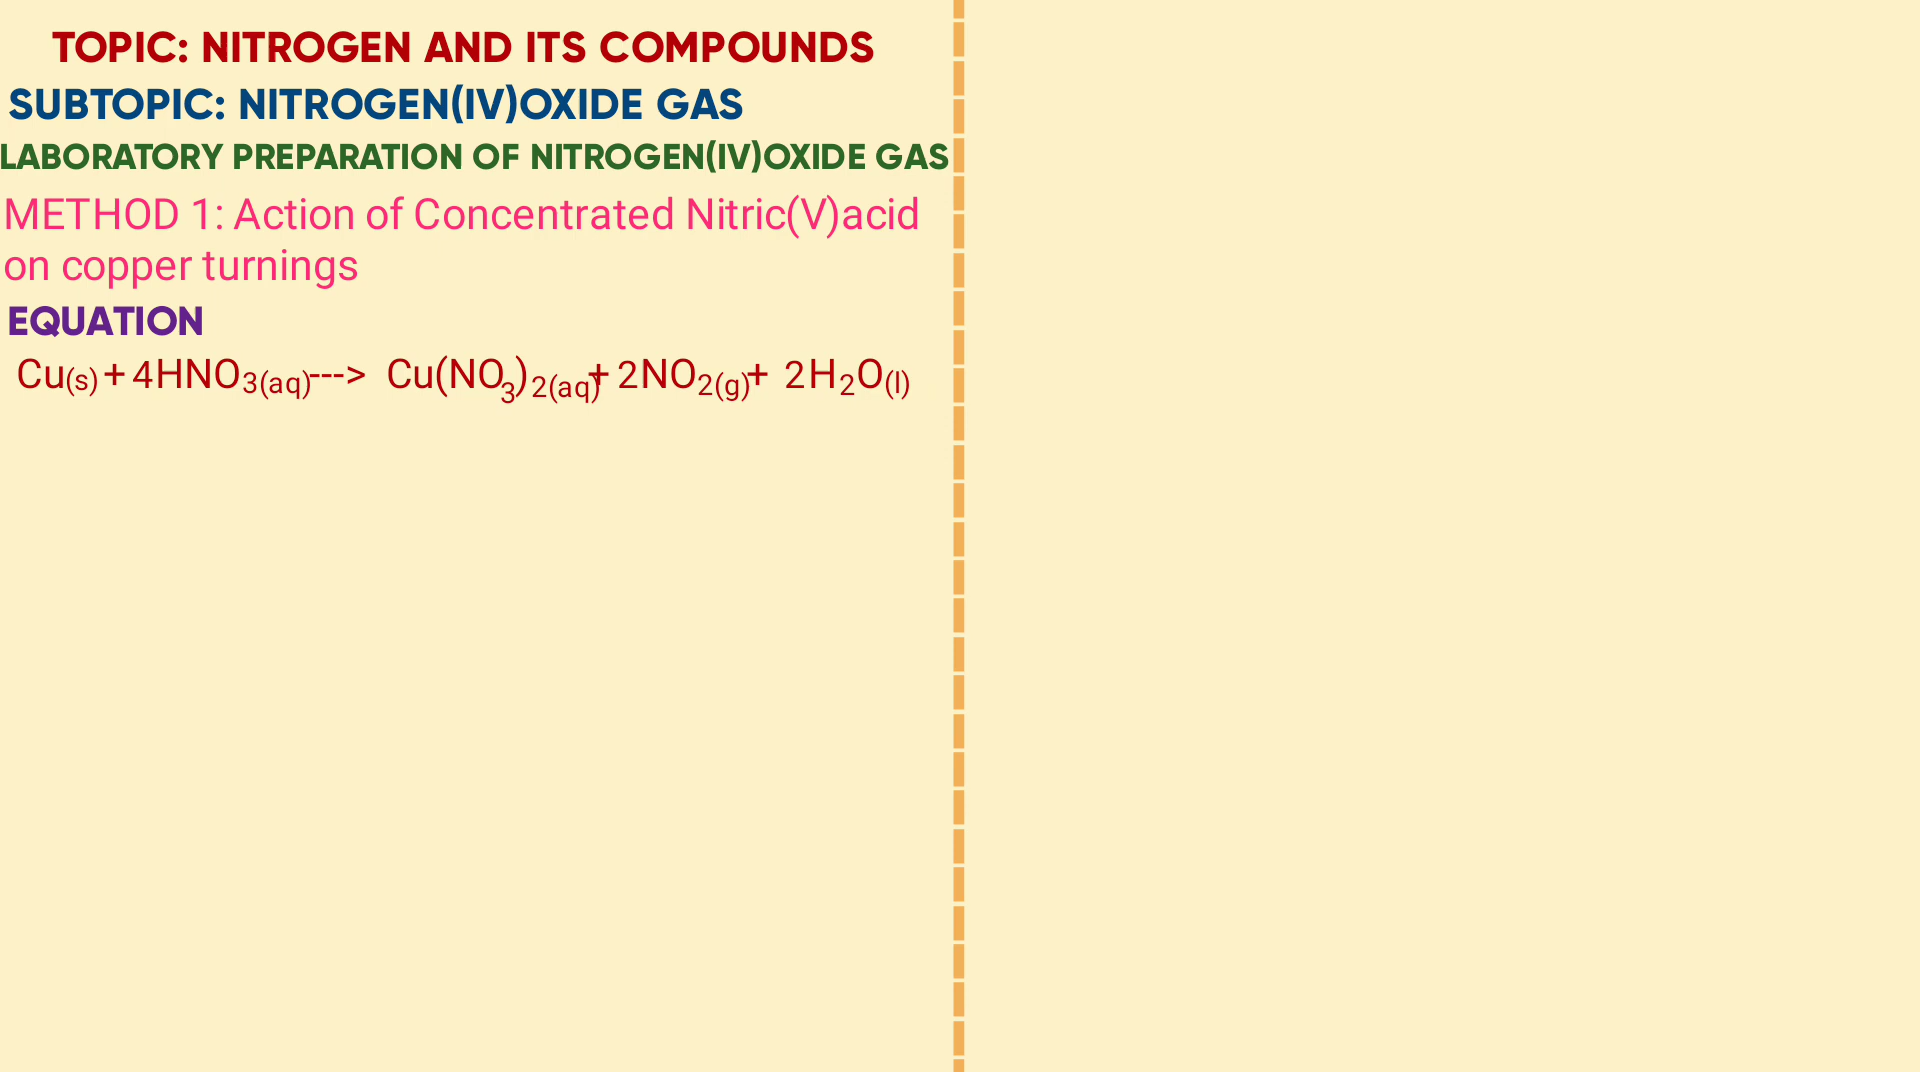 TOPIC: NITROGEN AND ITS COMPOUNDS
SUBTOPIC: NITROGEN(IV)OXIDE GAS
LABORATORY PREPARATION OF NITROGEN(IV)OXIDE GAS
METHOD 1: Action of Concentrated Nitric(V)acid
on copper turnings
EQUATION
Cu(s) + 4HNO3(aq)---> Cu(NO3)2(aq)+ 2NO2(g)+ 2H2O(l)